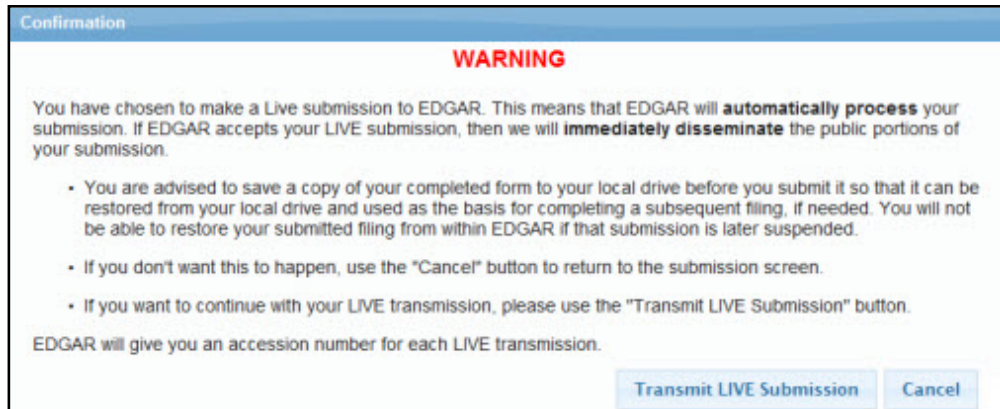 Confirmation
WARNING
You have chosen to make a Live submission to EDGAR. This means that EDGAR will automatically process your
submission. If EDGAR accepts your LIVE submission, then we will immediately disseminate the public portions of
your submission.
▪ You are advised to save a copy of your completed form to your local drive before you submit it so that it can be
restored from your local drive and used as the basis for completing a subsequent filing, if needed. You will not
be able to restore your submitted filing from within EDGAR if that submission is later suspended.
▪ If you don't want this to happen, use the "Cancel" button to return to the submission screen.
▪ If you want to continue with your LIVE transmission, please use the "Transmit LIVE Submission" button.
EDGAR will give you an accession number for each LIVE transmission.
Transmit LIVE Submission Cancel